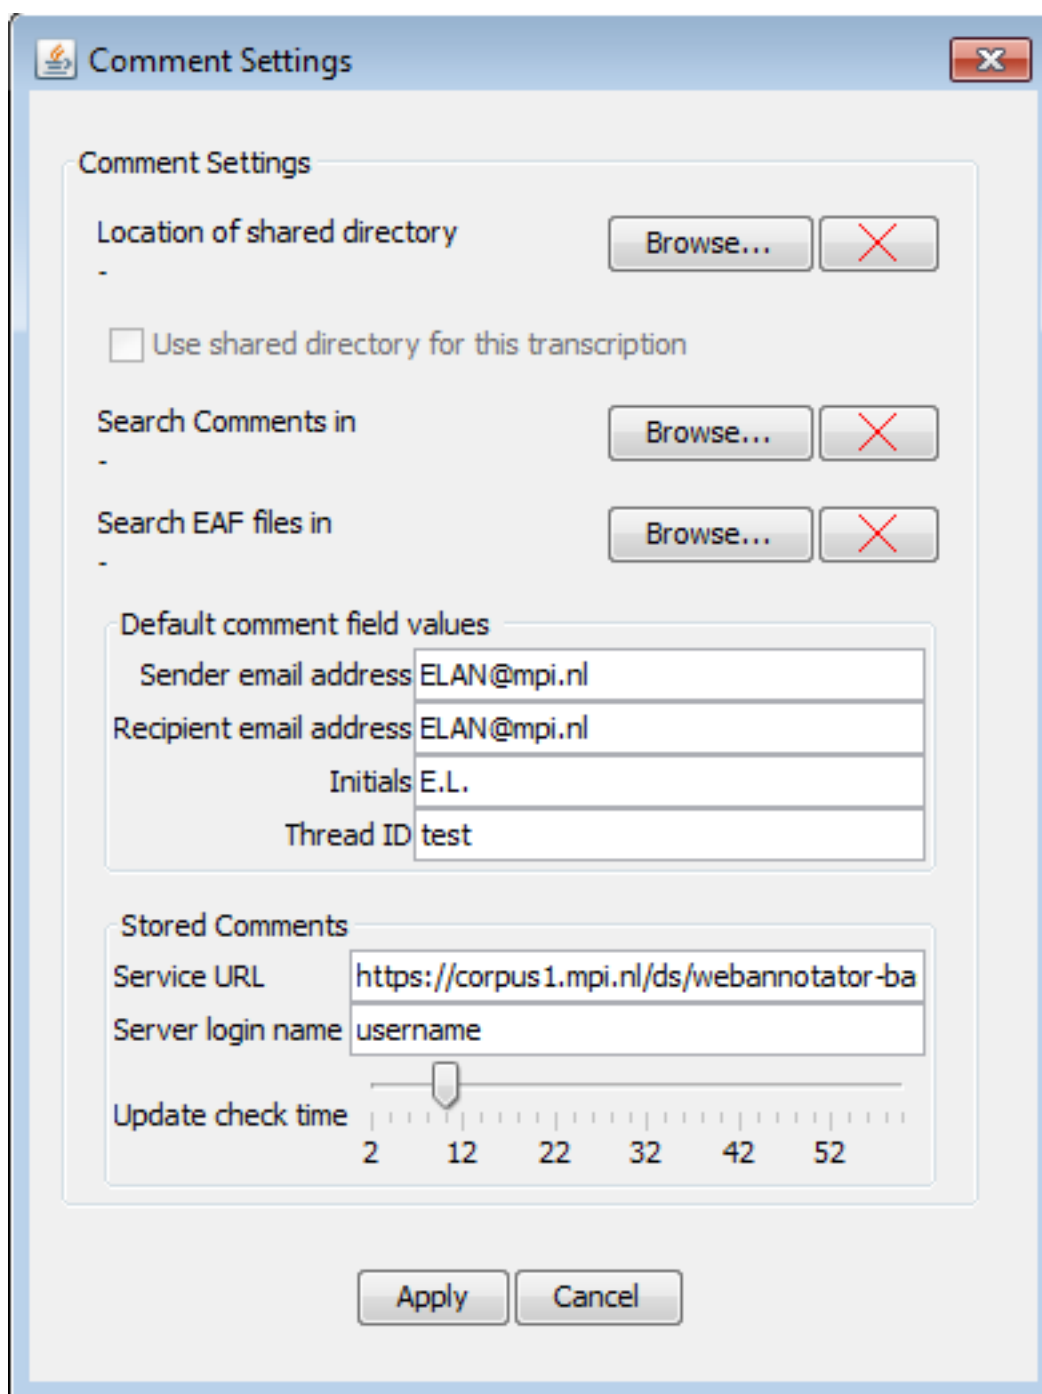 Comment Settings
Comment Settings
Location of shared directory Browse...
-
Use shared directory for this transcription
Search Comments in Browse...
-
Search EAF files in Browse...
-
Default comment field values
Sender email address ELAN@mpi.nl
Recipient email address ELAN@mpi.nl
Initials E.L.
Thread ID test
Stored Comments
Service URL https://corpus1.mpi.nl/ds/webannotator-ba
Server login name username
Update check time
2 12 22 32 42 52
Apply Cancel